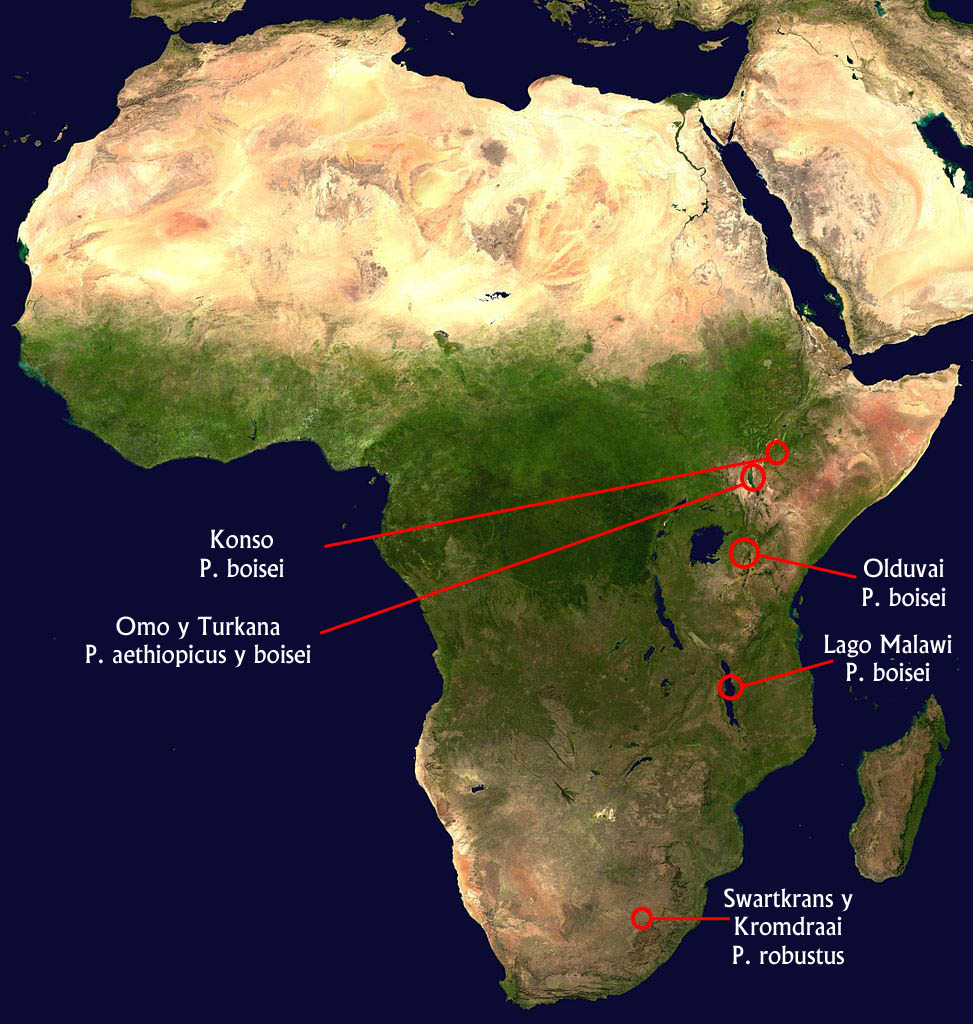 Konso
P. boisei
Omo y Turkana
P. aethiopicus y boisei
Olduvai
P. boisei
Lago Malawi
P. boisei
Swartkrans y
Kromdraai
P. robustus